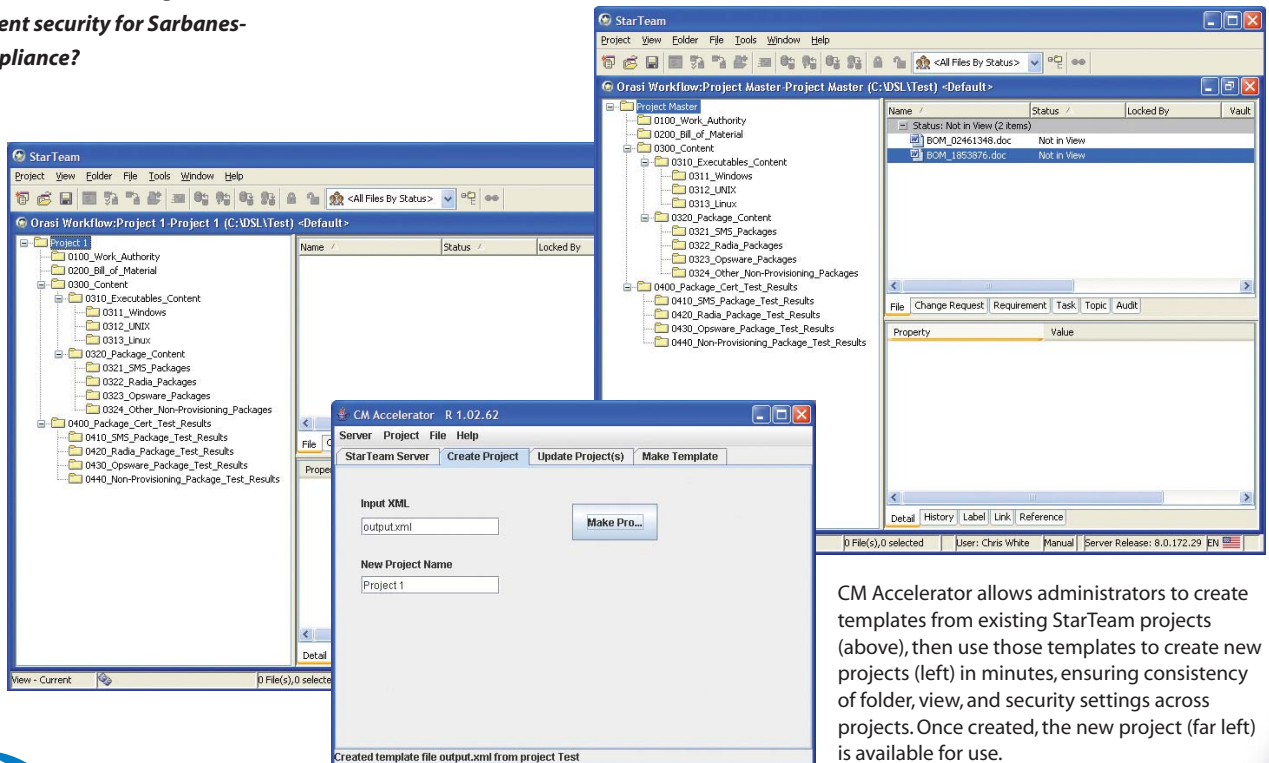 ent security for Sarbanes-
pliance?
StarTeam
Project View Folder File Tools Window Help
<All Files By Status>
Orasi Workflow:Project Master-Project Master (C:\DSL\Test) <Default>
Project Master
0100_Work_Authority
0200_Bill_of_Material
0300_Content
0310_Executables_Content
0311_Windows
0312_UNIX
0313_Linux
0320_Package_Content
0321_SMS_Packages
0322_Radia_Packages
0323_Opsware_Packages
0324_Other_Non-Provisioning_Packages
0400_Package_Cert_Test_Results
0410_SMS_Package_Test_Results
0420_Radia_Package_Test_Results
0430_Opsware_Package_Test_Results
0440_Non-Provisioning_Package_Test_Results
Name Status Locked By Vault
Status: Not in View (2 items)
BOM_02461348.doc Not in View
BOM_1853876.doc Not in View
File Change Request Requirement Task Topic Audit
Property Value
Detail History Label Link Reference
0 File(s),0 selected User: Chris White Manual Server Release: 8.0.172.29 EN
StarTeam
Project View Folder File Tools Window Help
<All Files By Status>
Orasi Workflow:Project 1-Project 1 (C:\DSL\Test) <Default>
Project 1
0100_Work_Authority
0200_Bill_of_Material
0300_Content
0310_Executables_Content
0311_Windows
0312_UNIX
0313_Linux
0320_Package_Content
0321_SMS_Packages
0322_Radia_Packages
0323_Opsware_Packages
0324_Other_Non-Provisioning_Packages
0400_Package_Cert_Test_Results
0410_SMS_Package_Test_Results
0420_Radia_Package_Test_Results
0430_Opsware_Package_Test_Results
0440_Non-Provisioning_Package_Test_Results
Name Status Locked By
File
Proper
Detail
View - Current 0 File(s),0 selecte
CM Accelerator R 1.02.62
Server Project File Help
StarTeam Server Create Project Update Project(s) Make Template
Input XML
output.xml
Make Pro...
New Project Name
Project 1
Created template file output.xml from project Test
CM Accelerator allows administrators to create
templates from existing StarTeam projects
(above), then use those templates to create new
projects (left) in minutes, ensuring consistency
of folder, view, and security settings across
projects. Once created, the new project (far left)
is available for use.